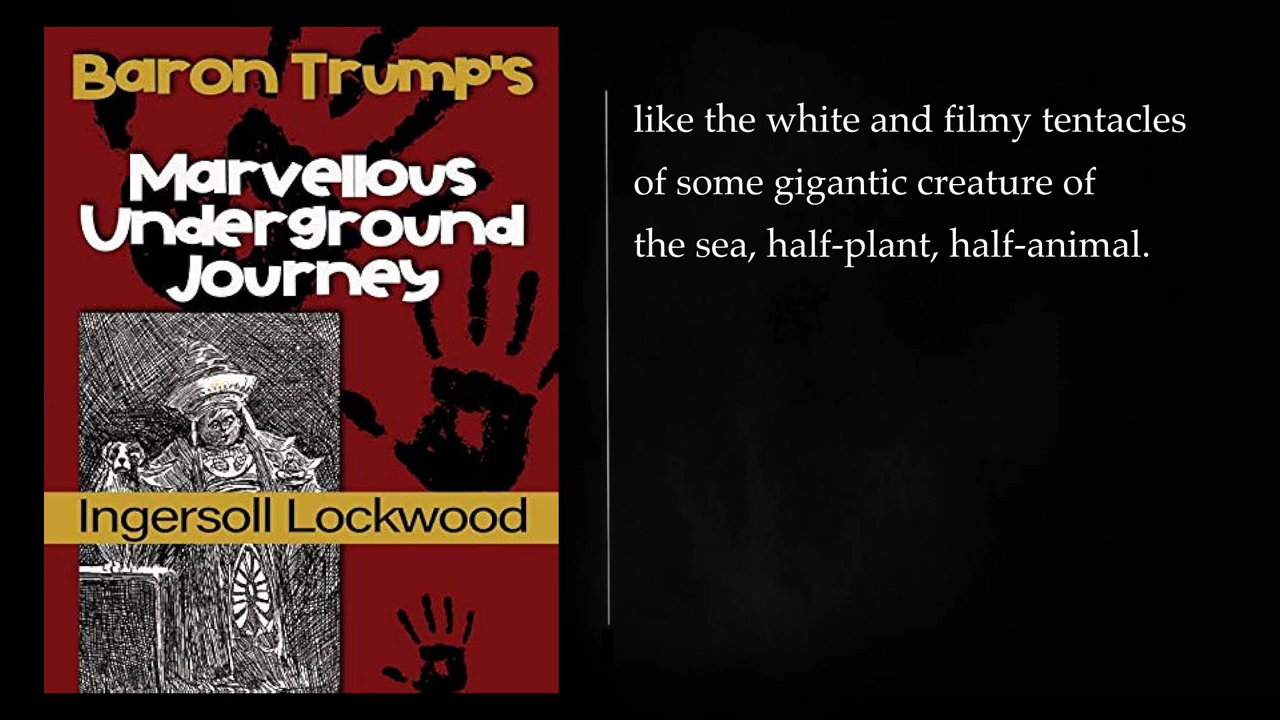 Baron Trump's
Marvellous
Underground
Journey
Ingersoll Lockwood
like the white and filmy tentacles
of some gigantic creature of
the sea, half-plant, half-animal.